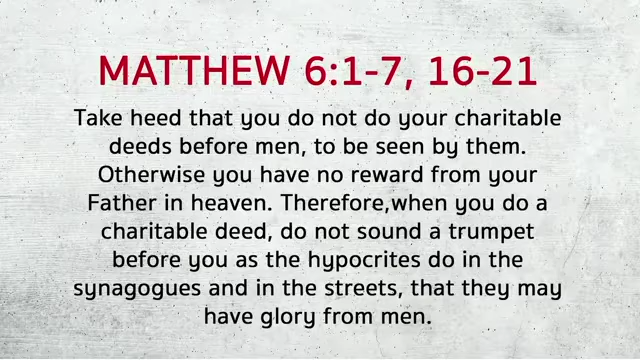 MATTHEW 6:1-7, 16-21
Take heed that you do not do your charitable
deeds before men, to be seen by them.
Otherwise you have no reward from your
Father in heaven. Therefore,when you do a
charitable deed, do not sound a trumpet
before you as the hypocrites do in the
synagogues and in the streets, that they may
have glory from men.